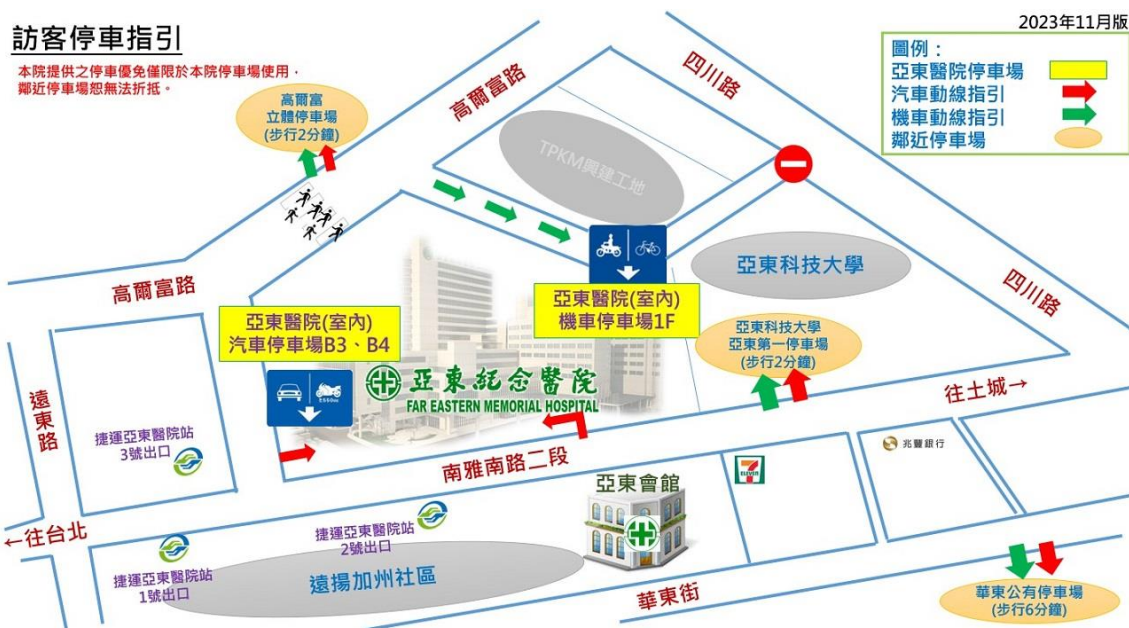 訪客停車指引
2023年11月版
本院提供之停車優免僅限於本院停車場使用，
鄰近停車場恕無法折抵。
圖例：
亞東醫院停車場
汽車動線指引
機車動線指引
鄰近停車場
高爾富
立體停車場
(步行2分鐘)
高爾富路
四川路
TPKM興建工地
高爾富路
亞東科技大學
四川路
亞東醫院(室內)
機車停車場1F
亞東醫院(室內)
汽車停車場B3、B4
亞東科技大學
亞東第一停車場
(步行2分鐘)
亞東紀念醫院
FAR EASTERN MEMORIAL HOSPITAL
往土城→
遠東路
捷運亞東醫院站
3號出口
南雅南路二段
兆豐銀行
7
ELEVEN
亞東會館
←往台北
捷運亞東醫院站
2號出口
捷運亞東醫院站
1號出口
遠揚加州社區
華東街
華東公有停車場
(步行6分鐘)